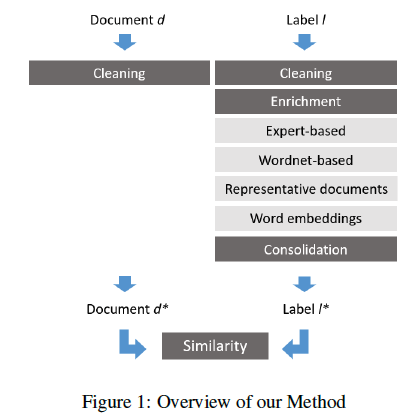 Document d
Label l
Cleaning
Cleaning
Enrichment
Expert-based
Wordnet-based
Representative documents
Word embeddings
Consolidation
Document d*
Label l*
Similarity
Figure 1: Overview of our Method